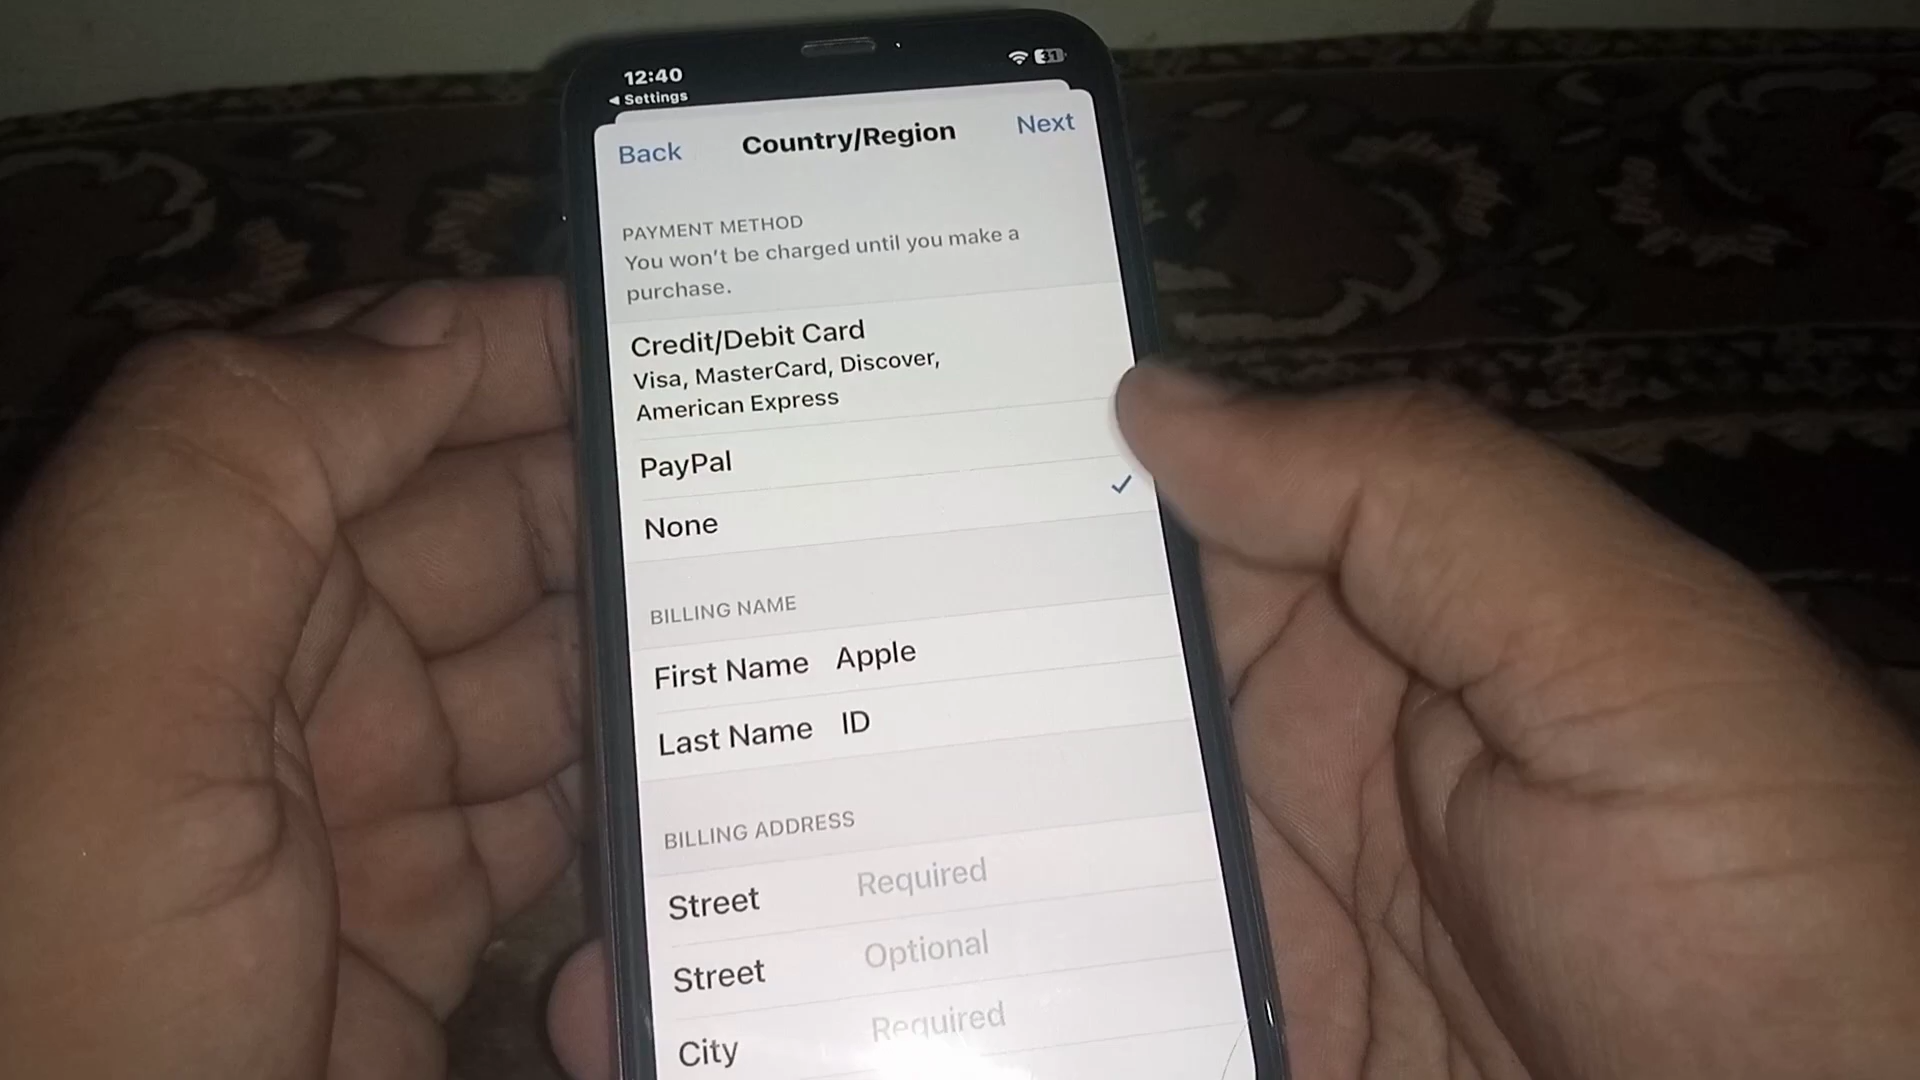 12:40
31
◀ Settings
Back
Country/Region
Next
PAYMENT METHOD
You won't be charged until you make a
purchase.
Credit/Debit Card
Visa, MasterCard, Discover,
American Express
PayPal
None
BILLING NAME
First Name Apple
Last Name ID
BILLING ADDRESS
Street Required
Street Optional
City Required